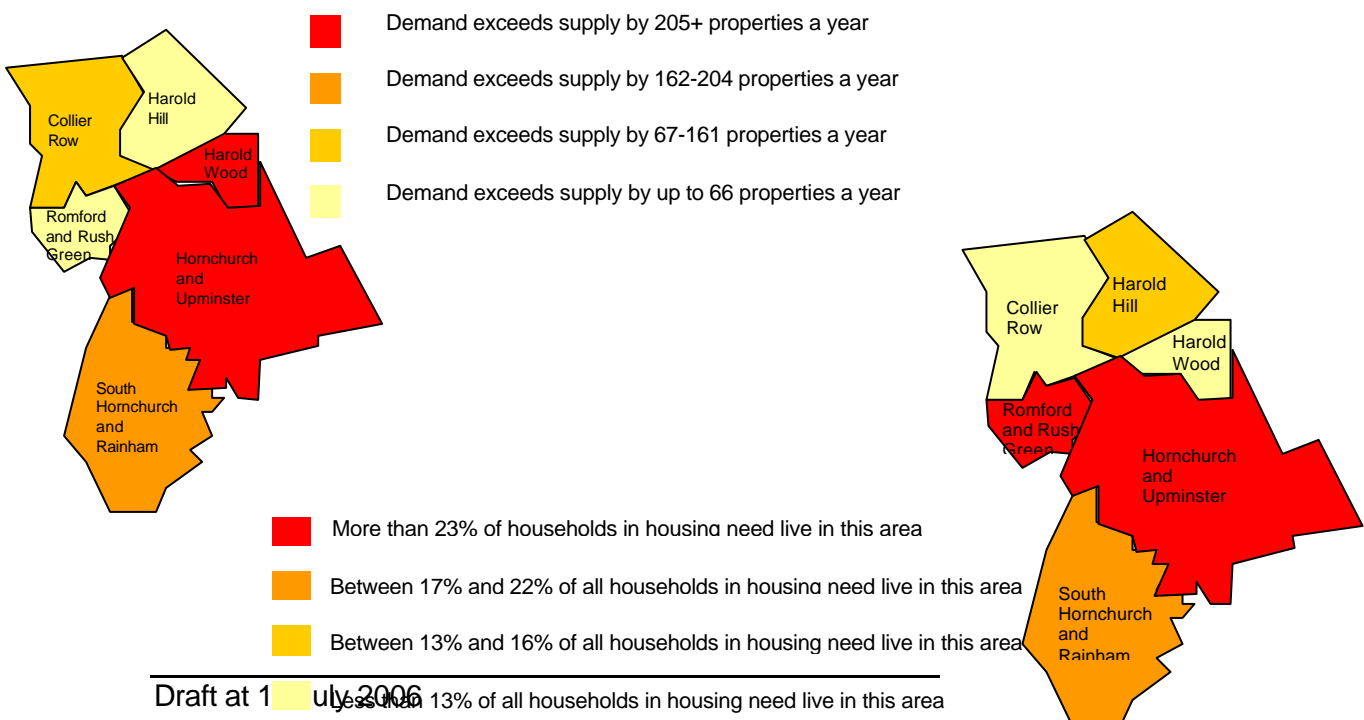 Demand exceeds supply by 205+ properties a year
Demand exceeds supply by 162-204 properties a year
Demand exceeds supply by 67-161 properties a year
Demand exceeds supply by up to 66 properties a year
Harold
Hill
Collier
Row
Harold
Wood
Romford
and Rush
Green
Hornchurch
and
Upminster
South
Hornchurch
and
Rainham
Harold
Hill
Collier
Row
Harold
Wood
Romford
and Rush
Green
Hornchurch
and
Upminster
South
Hornchurch
and
Rainham
More than 23% of households in housing need live in this area
Between 17% and 22% of all households in housing need live in this area
Between 13% and 16% of all households in housing need live in this area
Less than 13% of all households in housing need live in this area
Draft at July 2006